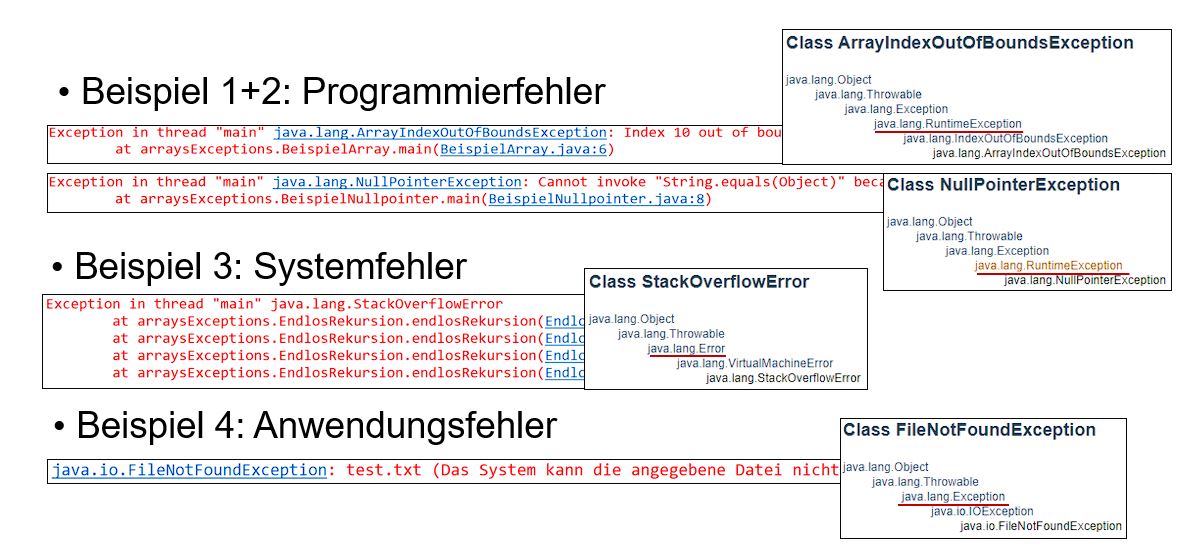 • Beispiel 1+2: Programmierfehler
Exception in thread "main" java.lang.ArrayIndexOutOfBoundsException: Index 10 out of bou
at arraysExceptions.BeispielArray.main(BeispielArray.java:6)
Class ArrayIndexOutOfBoundsException
java.lang.Object
java.lang.Throwable
java.lang.Exception
java.lang.RuntimeException
java.lang.IndexOutOfBoundsException
java.lang.ArrayIndexOutOfBoundsException
Exception in thread "main" java.lang.NullPointerException: Cannot invoke "String.equals(Object)" beca
at arraysExceptions.BeispielNullpointer.main(BeispielNullpointer.java:8)
Class NullPointerException
java.lang.Object
java.lang.Throwable
java.lang.Exception
java.lang.RuntimeException
java.lang.NullPointerException
• Beispiel 3: Systemfehler
Exception in thread "main" java.lang.StackOverflowError
at arraysExceptions.EndlosRekursion.endlosRekursion(Endlo
at arraysExceptions.EndlosRekursion.endlosRekursion(Endlo
at arraysExceptions.EndlosRekursion.endlosRekursion(Endlo
at arraysExceptions.EndlosRekursion.endlosRekursion(Endlo
Class StackOverflowError
java.lang.Object
java.lang.Throwable
java.lang.Error
java.lang.VirtualMachineError
java.lang.StackOverflowError
• Beispiel 4: Anwendungsfehler
java.io.FileNotFoundException: test.txt (Das System kann die angegebene Datei nicht
Class FileNotFoundException
java.lang.Object
java.lang.Throwable
java.lang.Exception
java.io.IOException
java.io.FileNotFoundException